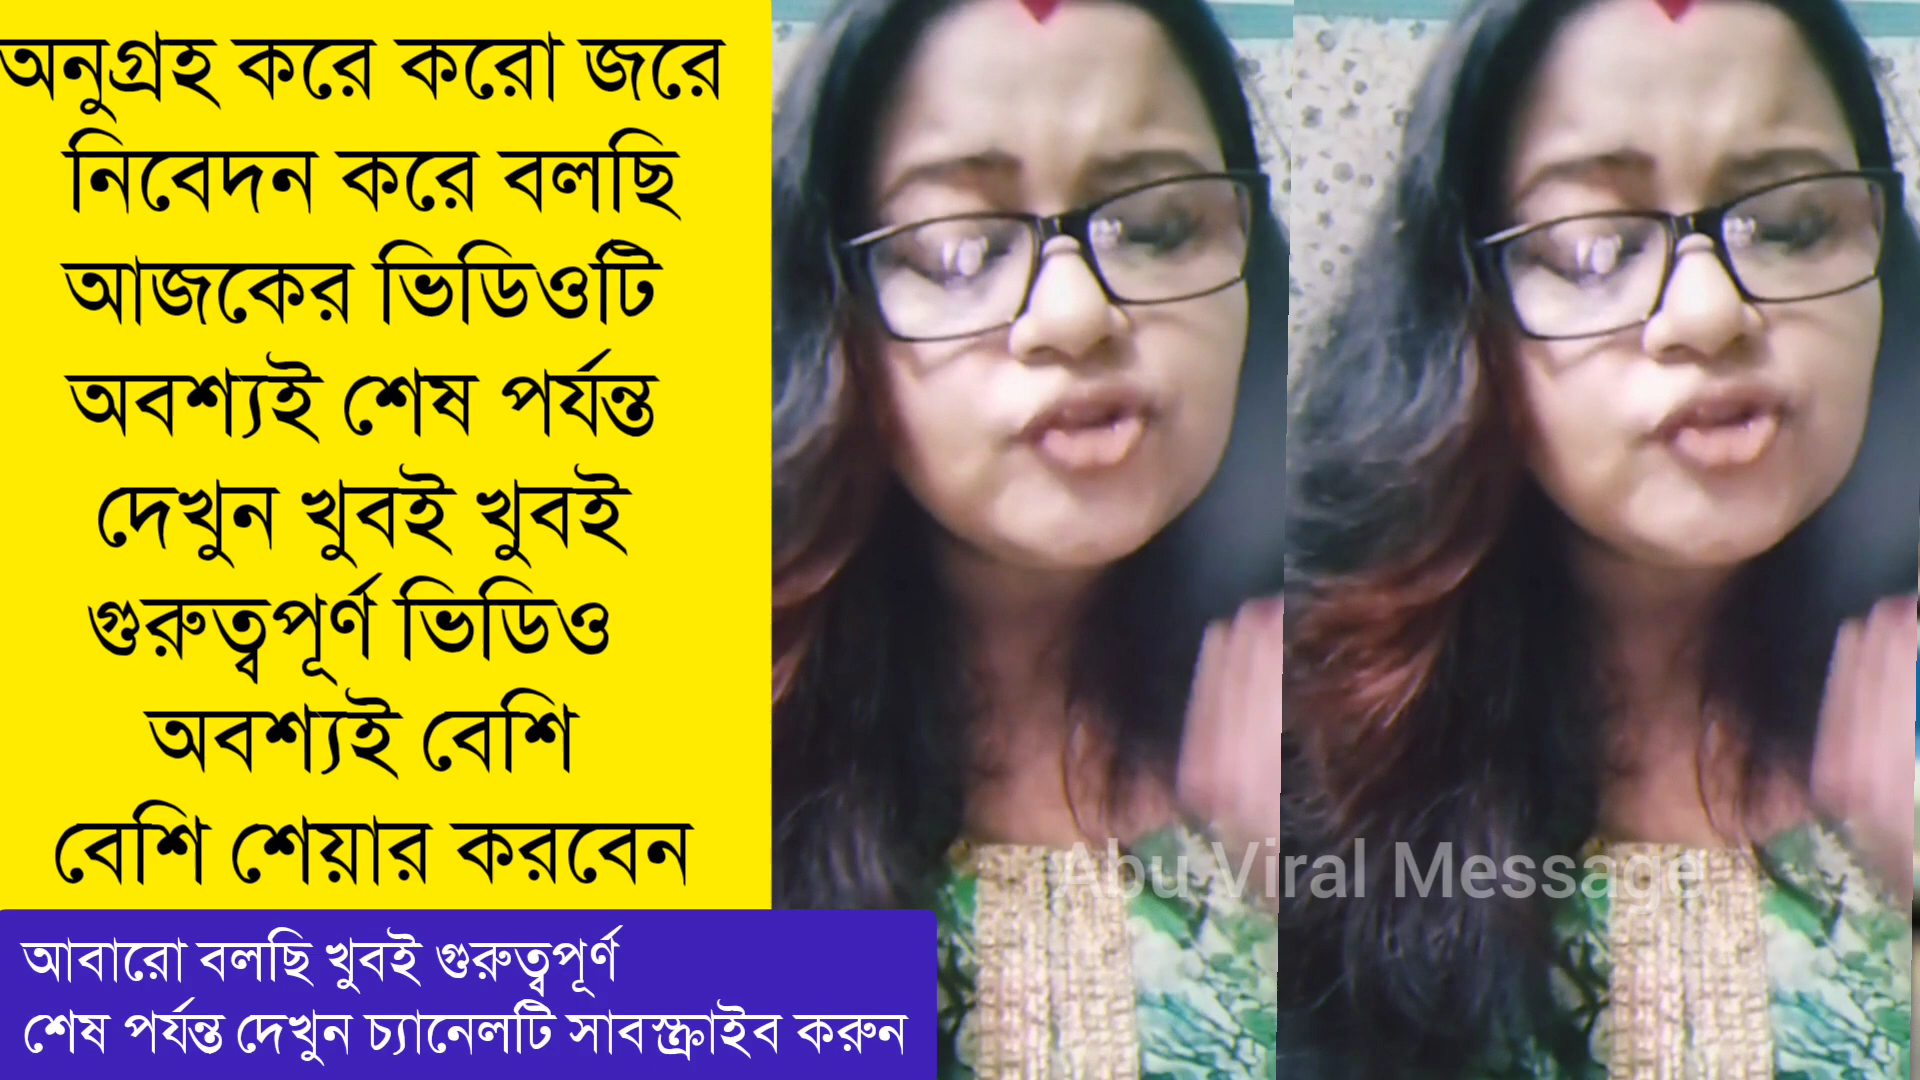 অনুগ্রহ করে করো জরে
নিবেদন করে বলছি
আজকের ভিডিওটি
অবশ্যই শেষ পর্যন্ত
দেখুন খুবই খুবই
গুরুত্বপূর্ণ ভিডিও
অবশ্যই বেশি
বেশি শেয়ার করবেন
আবারো বলছি খুবই গুরুত্বপূর্ণ
শেষ পর্যন্ত দেখুন চ্যানেলটি সাবস্ক্রাইব করুন
Abu Viral Message